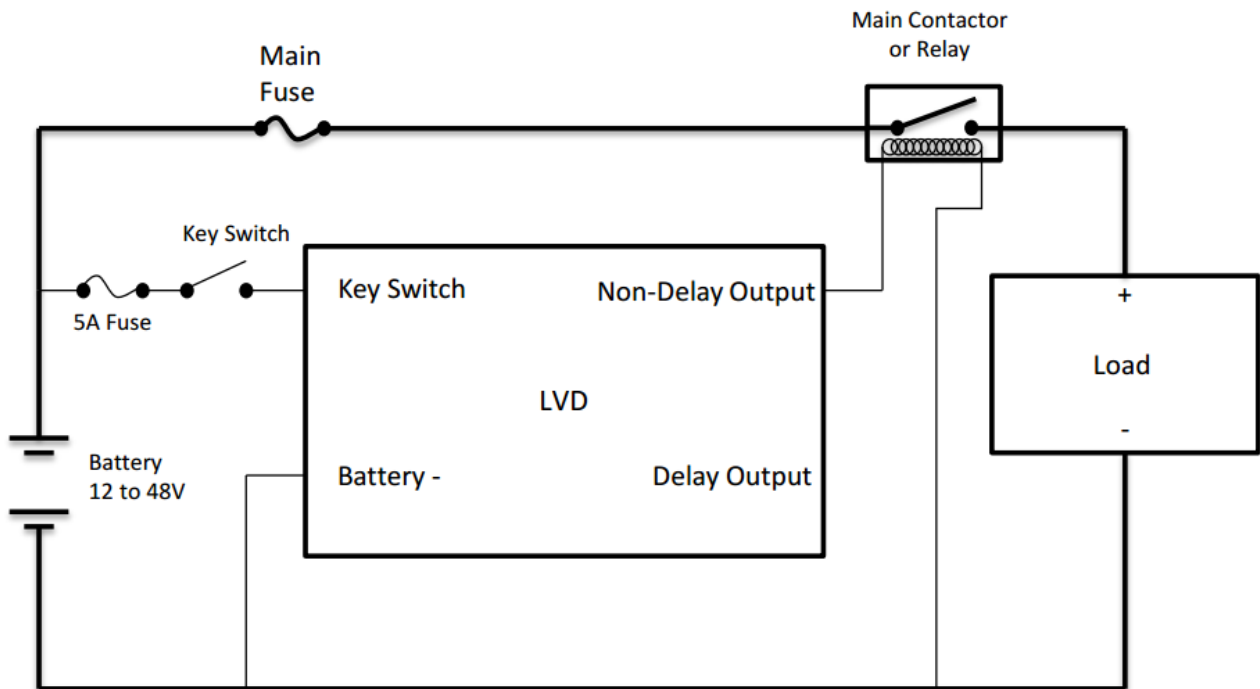 Main Contactor
or Relay
Main
Fuse
Key Switch
5A Fuse
Key Switch
Non-Delay Output
+
Load
-
LVD
Battery
12 to 48V
Battery -
Delay Output